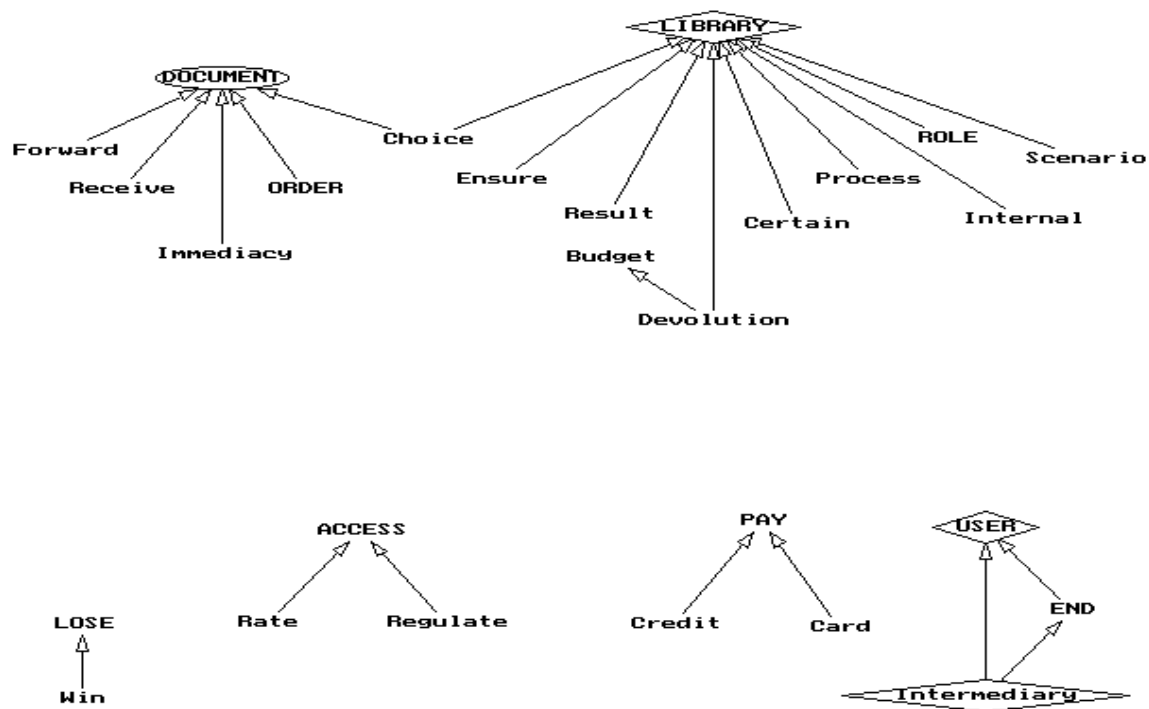 LIBRARY
DOCUMENT
Forward
Choice
ROLE
Scenario
Receive
ORDER
Ensure
Process
Result
Certain
Internal
Immediacy
Budget
Devolution
ACCESS
PAY
USER
LOSE
Rate
Regulate
Credit
Card
END
Win
Intermediary